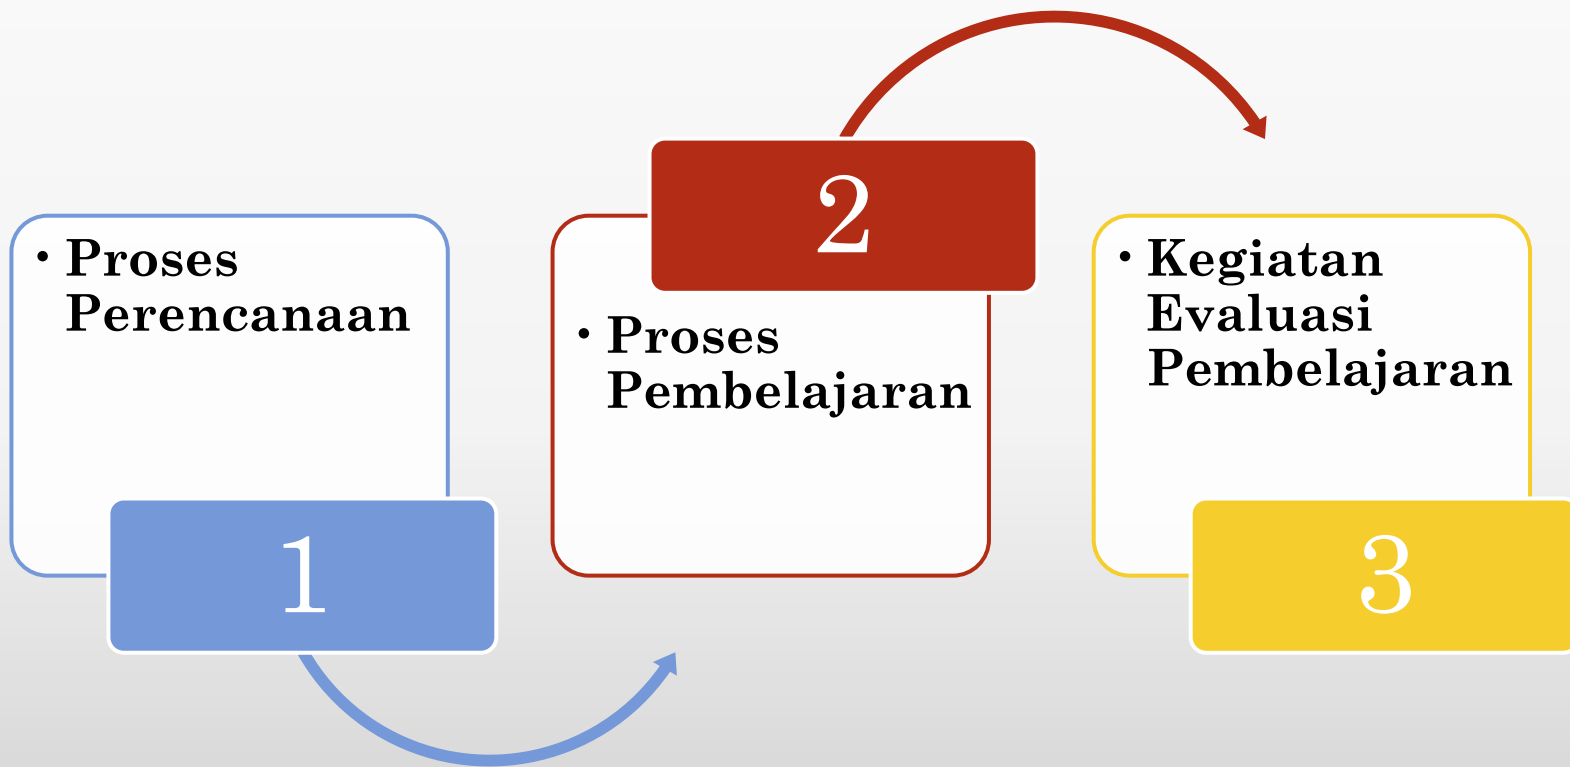 • Proses
Perencanaan
1
2
• Proses
Pembelajaran
• Kegiatan
Evaluasi
Pembelajaran
3